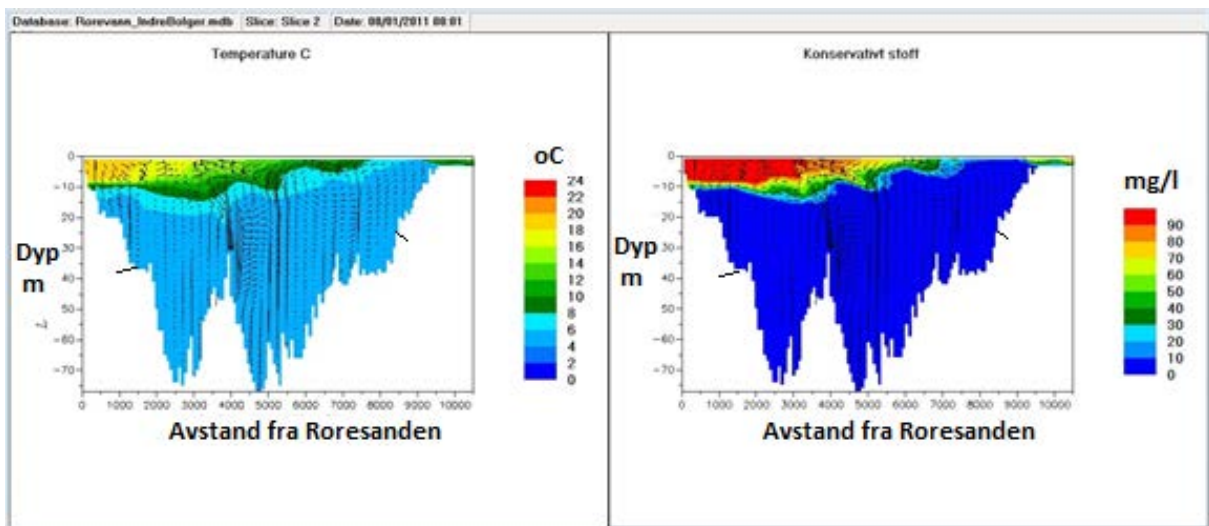 Database: Rorevann_IndreBolger.mdb Slice: Slice 2 Date: 08/01/2011 00:01
Temperature C
0
-10
-20
-30
-40
-50
-60
-70
Dyp
m
Z
0 1000 2000 3000 4000 5000 6000 7000 8000 9000 10000
Avstand fra Roresanden
oC
24
22
20
18
16
14
12
10
8
6
4
2
0
Konservativt stoff
0
-10
-20
-30
-40
-50
-60
-70
Dyp
m
0 1000 2000 3000 4000 5000 6000 7000 8000 9000 10000
Avstand fra Roresanden
mg/l
90
80
70
60
50
40
30
20
10
0